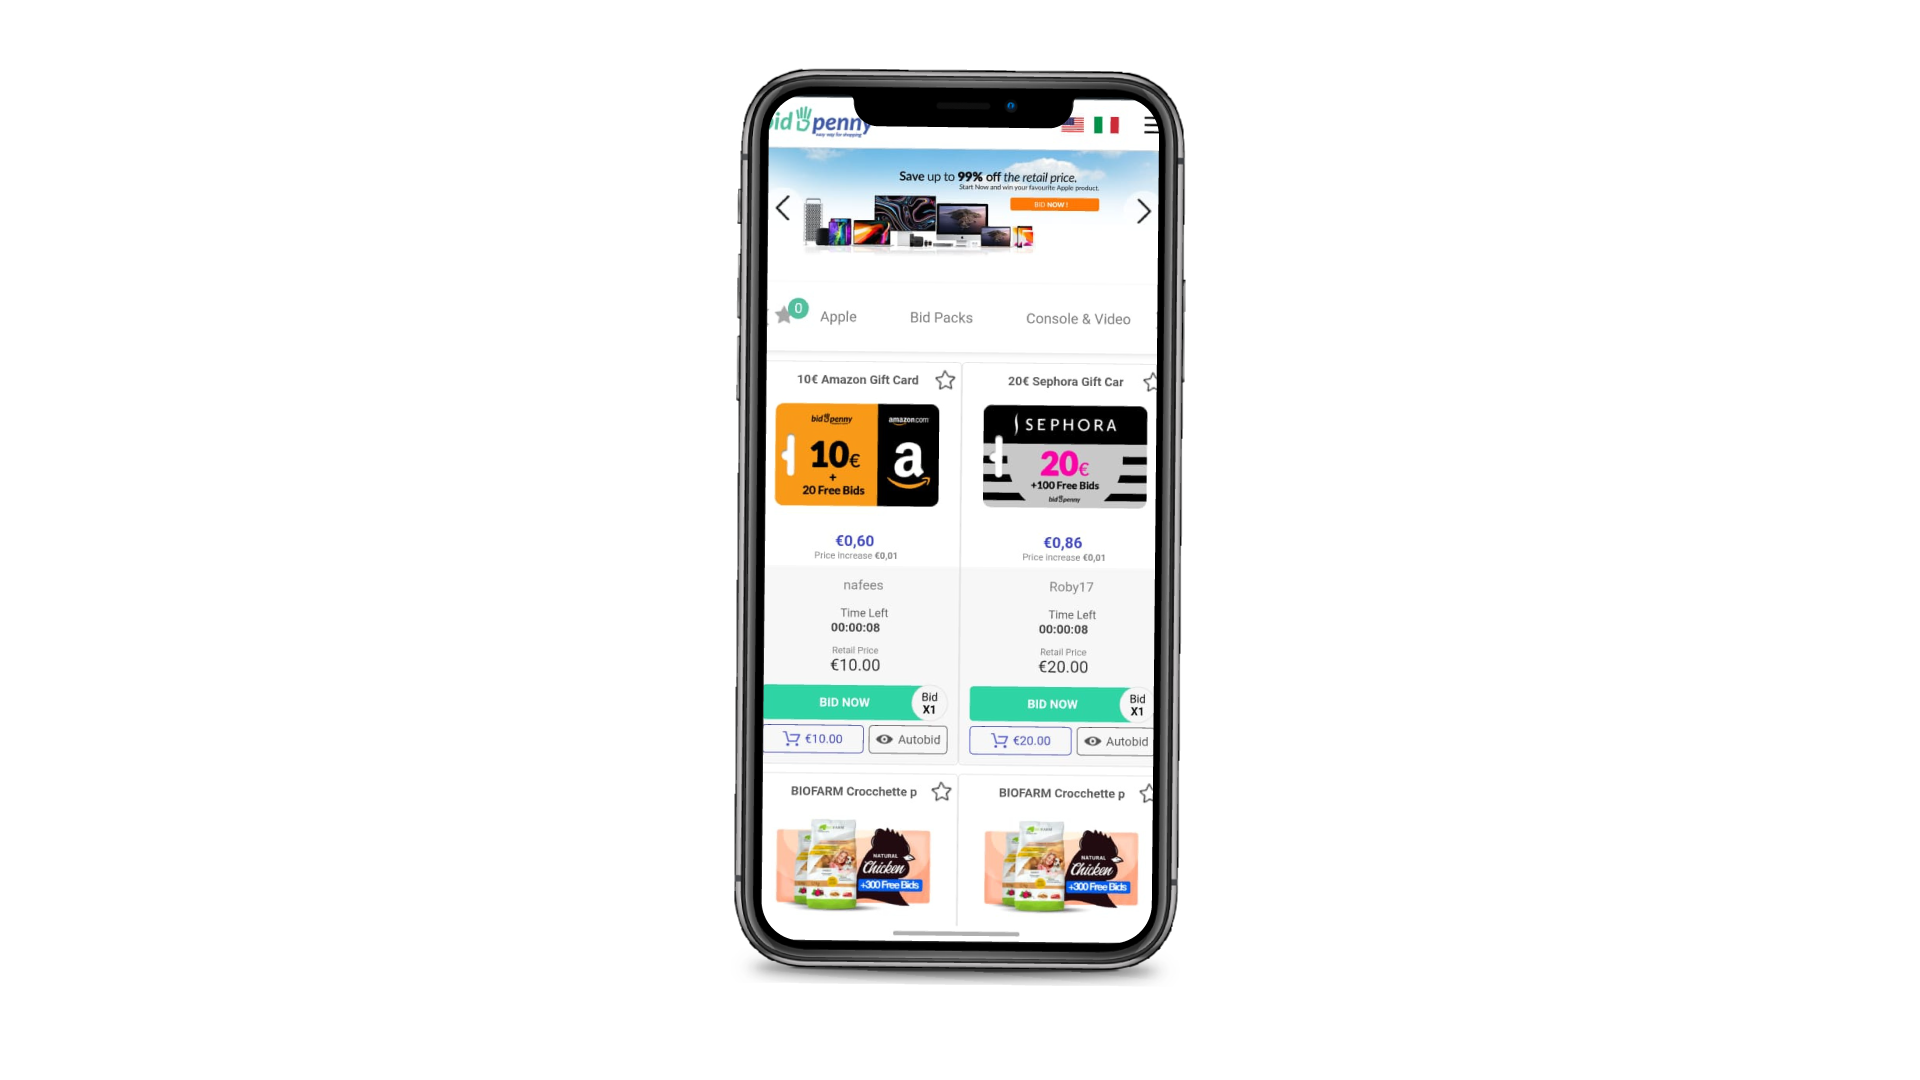 bid penny
easy way for shopping
Save up to 99% off the retail price.
Start Now and win your favourite Apple product.
BID NOW !
0
Apple
Bid Packs
Console & Video
10€ Amazon Gift Card
20€ Sephora Gift Car
bid penny
amazon.com
10€
+
20 Free Bids
a
SEPHORA
20€
+100 Free Bids
bid penny
€0,60
Price increase €0,01
€0,86
Price increase €0,01
nafees
Roby17
Time Left
00:00:08
Time Left
00:00:08
Retail Price
€10.00
Retail Price
€20.00
BID NOW
Bid
X1
BID NOW
Bid
X1
€10.00
Autobid
€20.00
Autobid
BIOFARM Crocchette p
BIOFARM Crocchette p
NATURAL
Chicken
+300 Free Bids
NATURAL
Chicken
+300 Free Bids